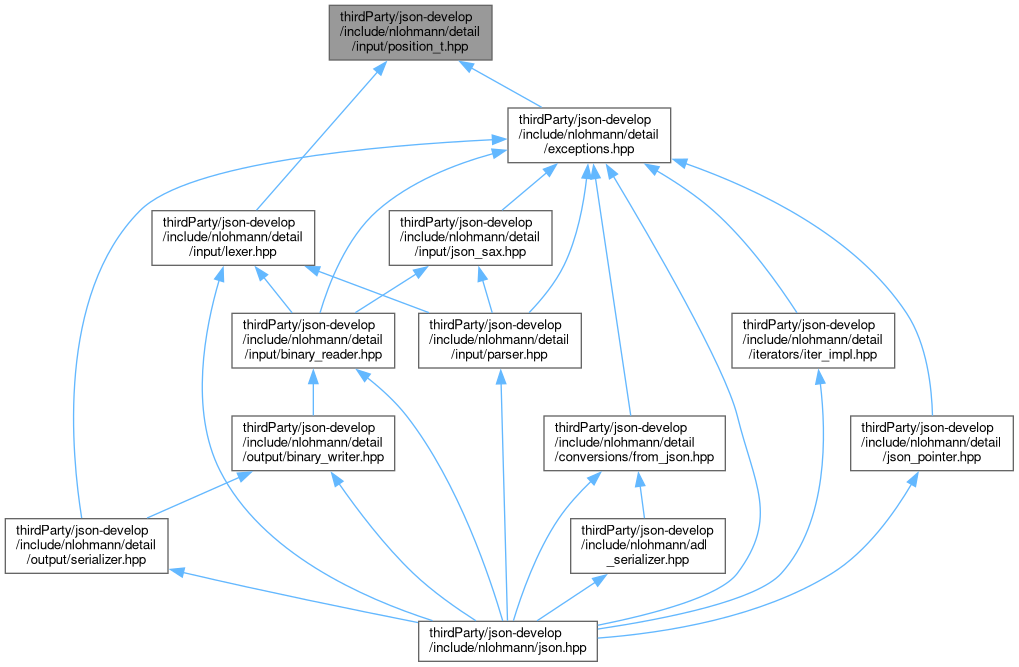 thirdParty/json-develop
/include/nlohmann/detail
/input/position_t.hpp
thirdParty/json-develop
/include/nlohmann/detail
/exceptions.hpp
thirdParty/json-develop
/include/nlohmann/detail
/input/lexer.hpp
thirdParty/json-develop
/include/nlohmann/detail
/input/json_sax.hpp
thirdParty/json-develop
/include/nlohmann/detail
/input/binary_reader.hpp
thirdParty/json-develop
/include/nlohmann/detail
/input/parser.hpp
thirdParty/json-develop
/include/nlohmann/detail
/iterators/iter_impl.hpp
thirdParty/json-develop
/include/nlohmann/detail
/output/binary_writer.hpp
thirdParty/json-develop
/include/nlohmann/detail
/conversions/from_json.hpp
thirdParty/json-develop
/include/nlohmann/detail
/json_pointer.hpp
thirdParty/json-develop
/include/nlohmann/detail
/output/serializer.hpp
thirdParty/json-develop
/include/nlohmann/adl
_serializer.hpp
thirdParty/json-develop
/include/nlohmann/json.hpp